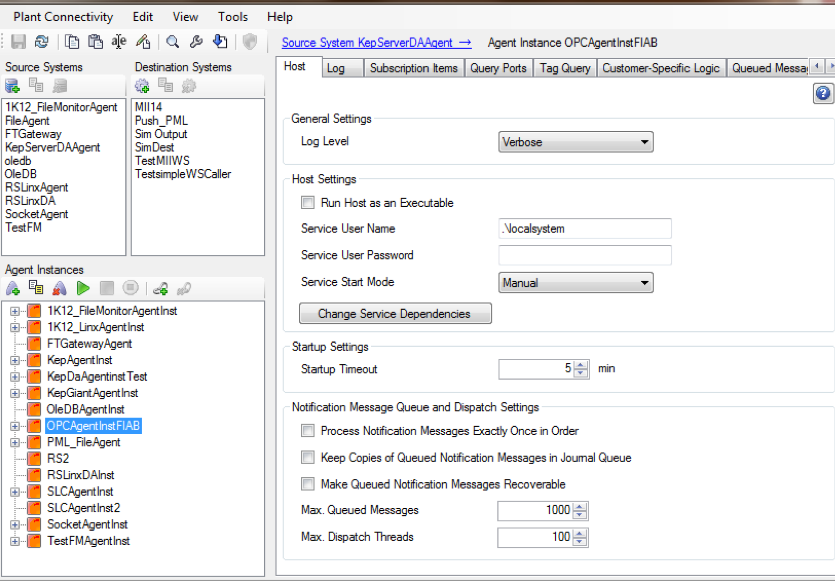 Plant Connectivity Edit View Tools Help
Source System KepServerDAAgent → Agent Instance OPCAgentInstFIAB
Source Systems Destination Systems
Host Log Subscription Items Query Ports Tag Query Customer-Specific Logic Queued Messa
1K12_FileMonitorAgent
FileAgent
FTGateway
KepServerDAAgent
oledb
OleDB
RSLinxAgent
RSLinxDA
SocketAgent
TestFM
MII14
Push_PML
Sim Output
SimDest
TestMIIWS
TestsimpleWSCaller
Agent Instances
1K12_FileMonitorAgentInst
1K12_LinxAgentInst
FTGatewayAgent
KepAgentInst
KepDaAgentinstTest
KepGiantAgentInst
OleDBAgentInst
OPCAgentInstFIAB
PML_FileAgent
RS2
RSLinxDAInst
SLCAgentInst
SLCAgentInst2
SocketAgentInst
TestFMAgentInst
General Settings
Log Level Verbose
Host Settings
Run Host as an Executable
Service User Name .\localsystem
Service User Password
Service Start Mode Manual
Change Service Dependencies
Startup Settings
Startup Timeout 5 min
Notification Message Queue and Dispatch Settings
Process Notification Messages Exactly Once in Order
Keep Copies of Queued Notification Messages in Journal Queue
Make Queued Notification Messages Recoverable
Max. Queued Messages 1000
Max. Dispatch Threads 100